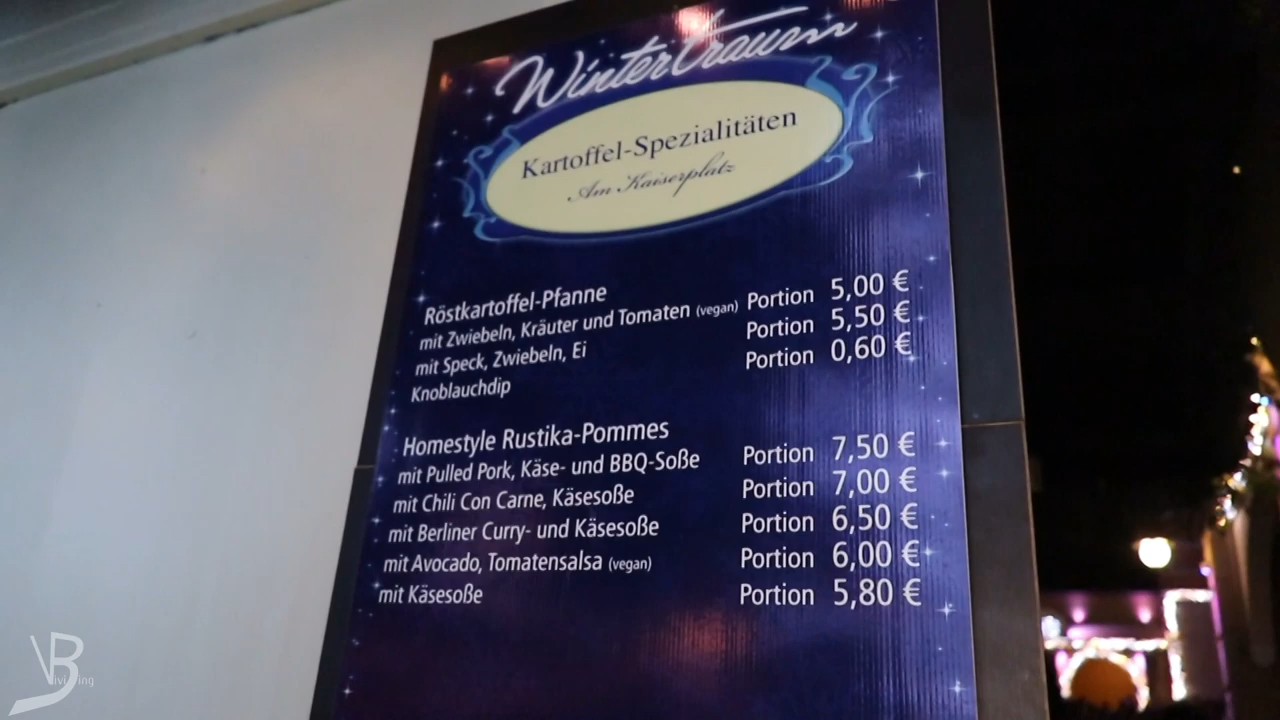 Wintertraum
Kartoffel-Spezialitäten
Am Kaiserplatz
Röstkartoffel-Pfanne
mit Zwiebeln, Kräuter und Tomaten (vegan) Portion 5,00 €
mit Speck, Zwiebeln, Ei Portion 5,50 €
Knoblauchdip Portion 0,60 €
Homestyle Rustika-Pommes
mit Pulled Pork, Käse- und BBQ-Soße Portion 7,50 €
mit Chili Con Carne, Käsesoße Portion 7,00 €
mit Berliner Curry- und Käsesoße Portion 6,50 €
mit Avocado, Tomatensalsa (vegan) Portion 6,00 €
mit Käsesoße Portion 5,80 €